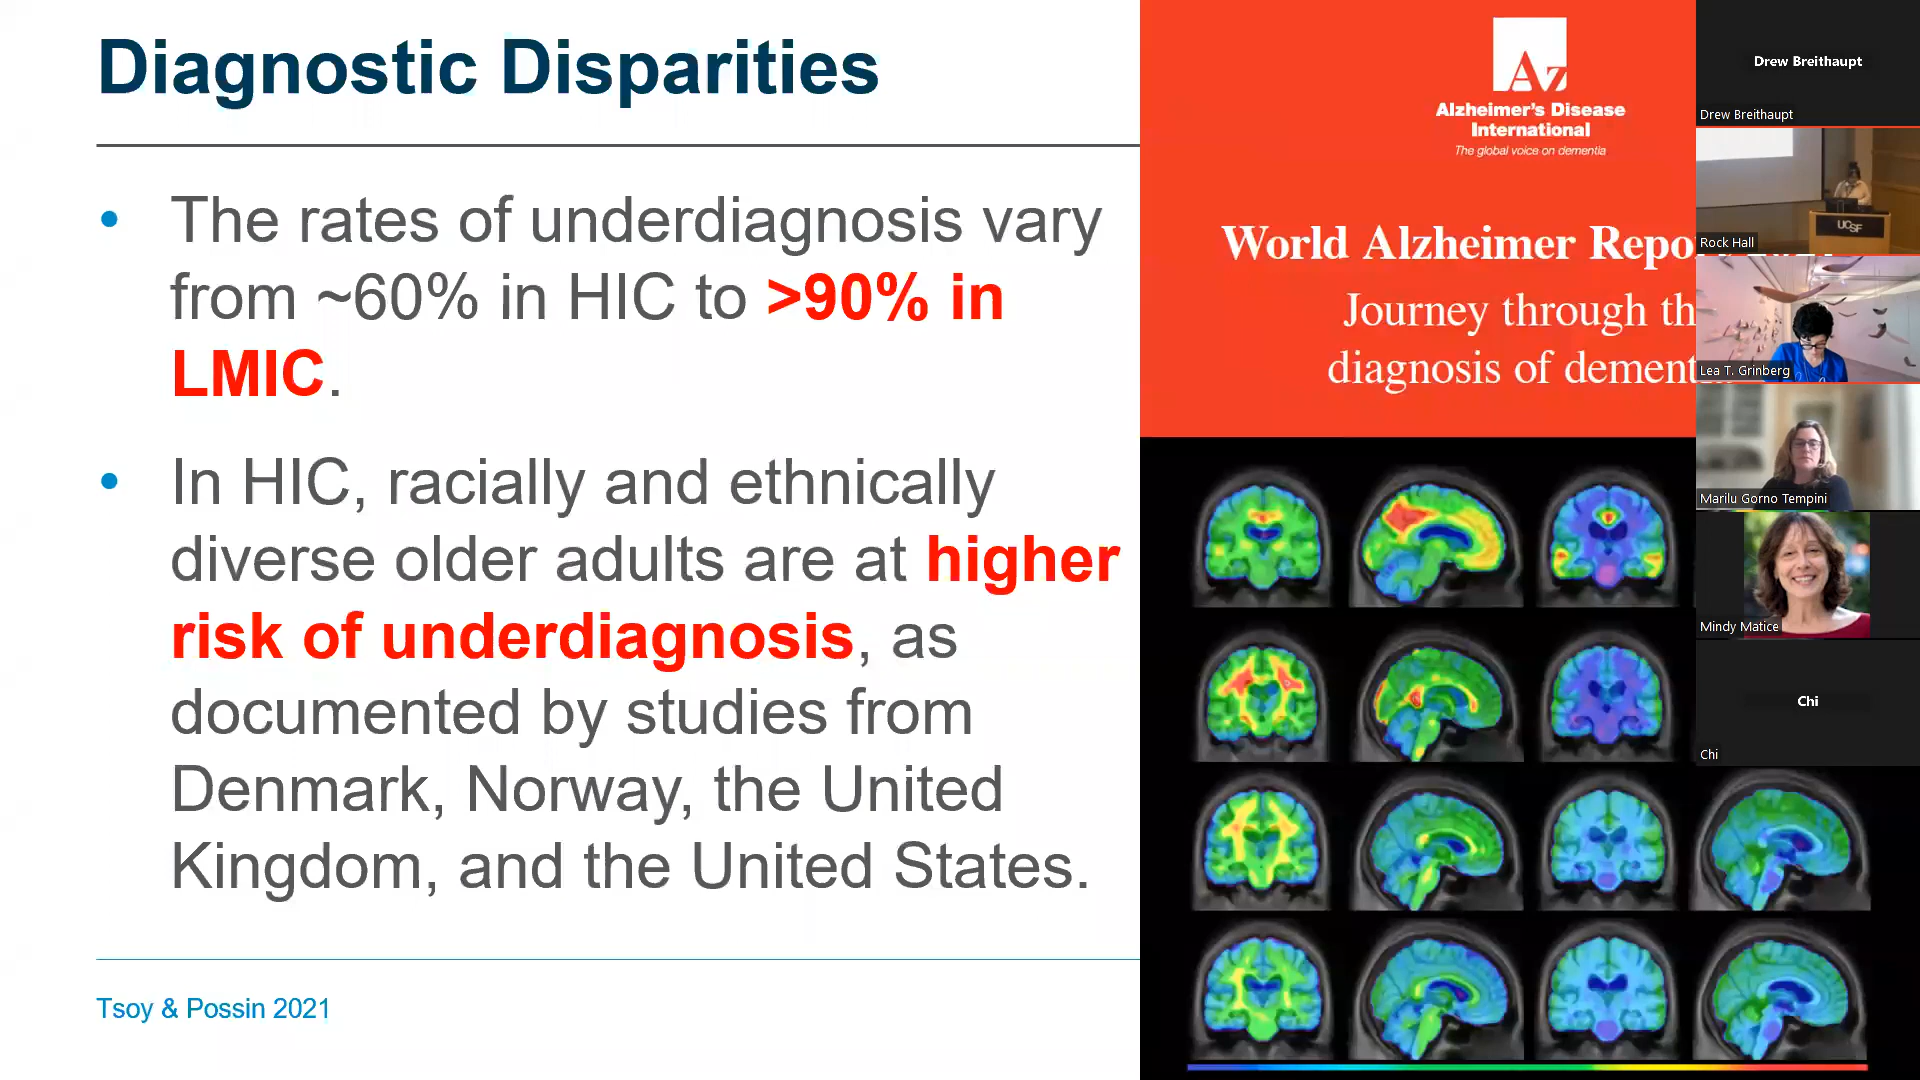 Diagnostic Disparities
• The rates of underdiagnosis vary
from ~60% in HIC to >90% in
LMIC.
• In HIC, racially and ethnically
diverse older adults are at higher
risk of underdiagnosis, as
documented by studies from
Denmark, Norway, the United
Kingdom, and the United States.
Tsoy & Possin 2021
Az
Alzheimer's Disease
International
The global voice on dementia
World Alzheimer Repo
Journey through th
diagnosis of dement
Drew Breithaupt
Drew Breithaupt
UCSF
Rock Hall
Lea T. Grinberg
Marilu Gorno Tempini
Mindy Matice
Chi
Chi